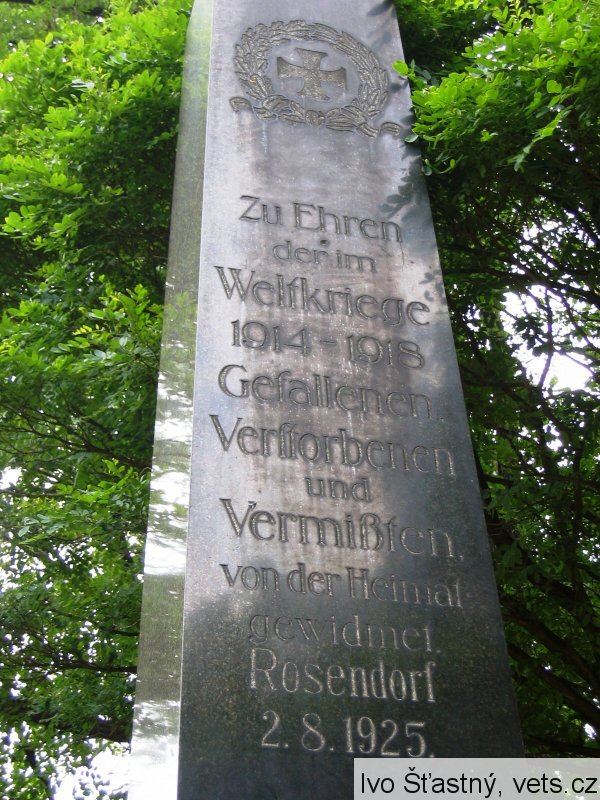 Zu Ehren
der im
Weltkriege
1914 - 1918
Gefallenen,
Verstorbenen
und
Vermißten,
von der Heimat
gewidmet.
Rosendorf
2. 8. 1925.
Ivo Šťastný, vets.cz